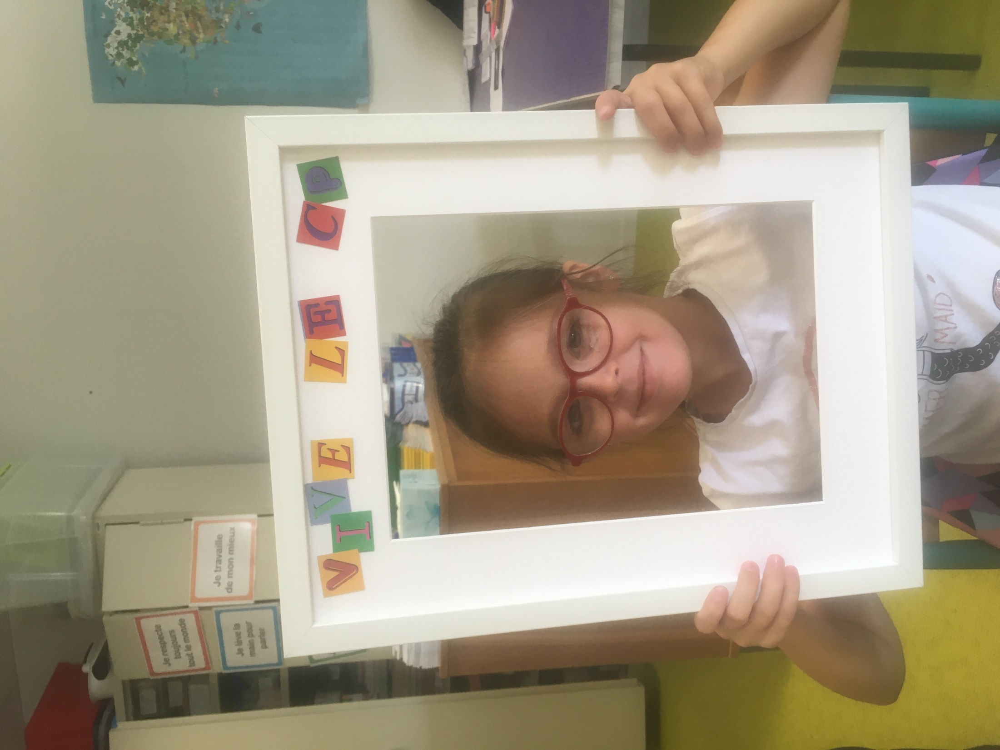 VIVE LE CP
Je travaille
de mon mieux
Je respecte
toujours
tout le monde
Je lève la
main pour
parler
MERMAID